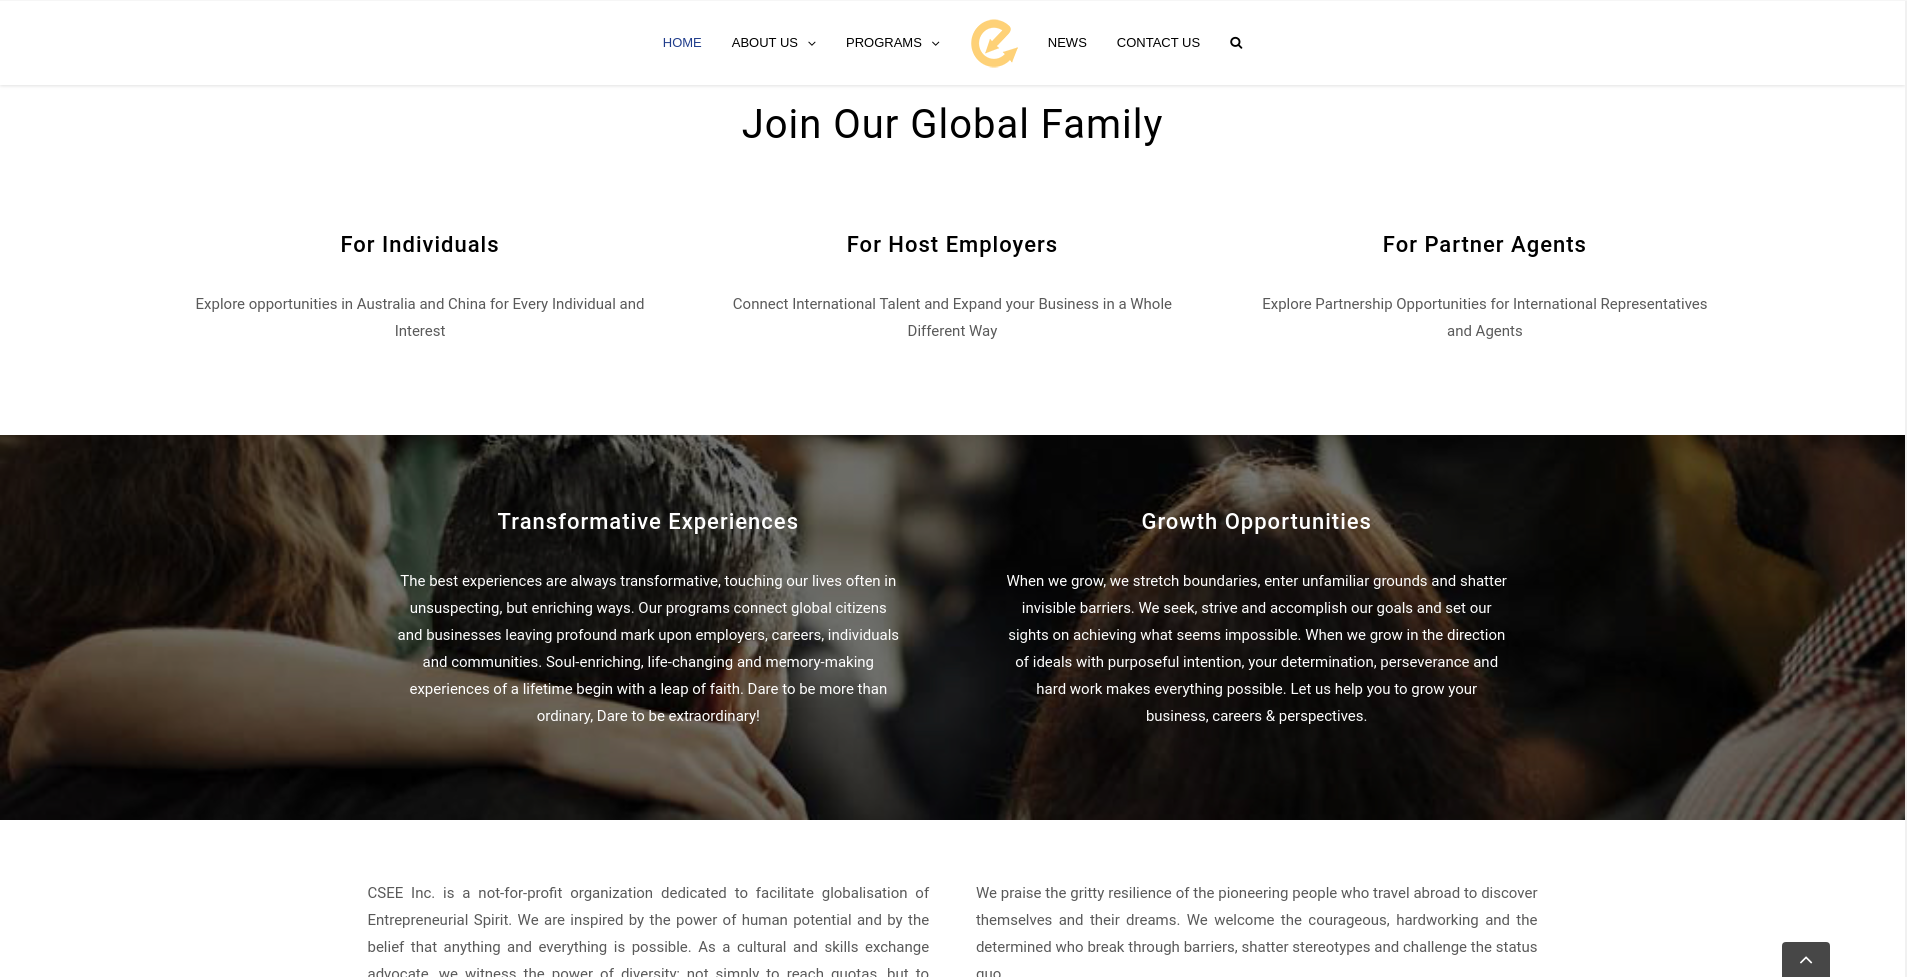 HOME
ABOUT US
PROGRAMS
NEWS
CONTACT US
Join Our Global Family
For Individuals
Explore opportunities in Australia and China for Every Individual and
Interest
For Host Employers
Connect International Talent and Expand your Business in a Whole
Different Way
For Partner Agents
Explore Partnership Opportunities for International Representatives
and Agents
Transformative Experiences
The best experiences are always transformative, touching our lives often in
unsuspecting, but enriching ways. Our programs connect global citizens
and businesses leaving profound mark upon employers, careers, individuals
and communities. Soul-enriching, life-changing and memory-making
experiences of a lifetime begin with a leap of faith. Dare to be more than
ordinary, Dare to be extraordinary!
Growth Opportunities
When we grow, we stretch boundaries, enter unfamiliar grounds and shatter
invisible barriers. We seek, strive and accomplish our goals and set our
sights on achieving what seems impossible. When we grow in the direction
of ideals with purposeful intention, your determination, perseverance and
hard work makes everything possible. Let us help you to grow your
business, careers & perspectives.
CSEE Inc. is a not-for-profit organization dedicated to facilitate globalisation of
Entrepreneurial Spirit. We are inspired by the power of human potential and by the
belief that anything and everything is possible. As a cultural and skills exchange
advocate, we witness the power of diversity; not simply to reach quotas, but to
We praise the gritty resilience of the pioneering people who travel abroad to discover
themselves and their dreams. We welcome the courageous, hardworking and the
determined who break through barriers, shatter stereotypes and challenge the status
quo.